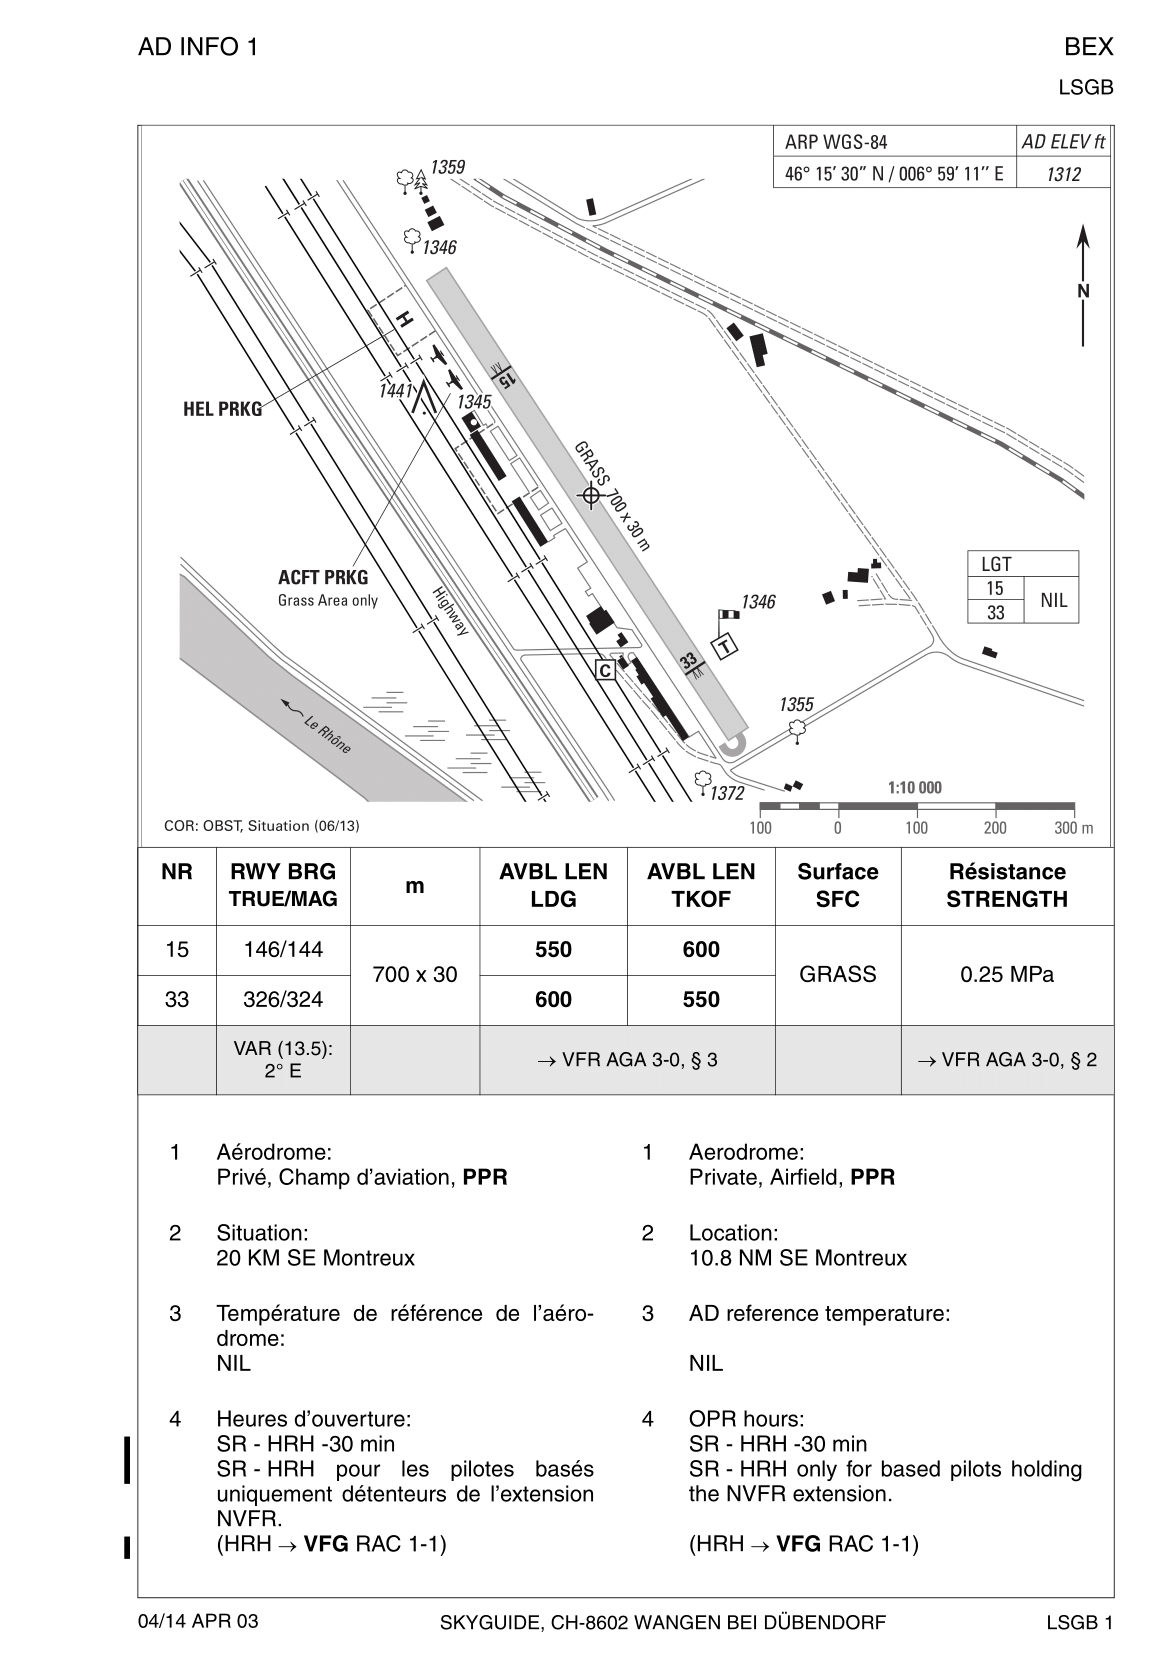 AD INFO 1
BEX
LSGB
ARP WGS-84
AD ELEV ft
46° 15′ 30″ N / 006° 59′ 11″ E
1312
1359
1346
N
H
15
1441
1345
HEL PRKG
GRASS 700 x 30 m
ACFT PRKG
Grass Area only
Highway
LGT
15
33
NIL
1346
T
33
C
Le Rhône
1355
1372
1:10 000
100 0 100 200 300 m
COR: OBST, Situation (06/13)
NR
RWY BRG
TRUE/MAG
m
AVBL LEN
LDG
AVBL LEN
TKOF
Surface
SFC
Résistance
STRENGTH
15
146/144
700 x 30
550
600
GRASS
0.25 MPa
33
326/324
600
550
VAR (13.5):
2° E
→ VFR AGA 3-0, § 3
→ VFR AGA 3-0, § 2
1 Aérodrome:
Privé, Champ d’aviation, PPR
2 Situation:
20 KM SE Montreux
3 Température de référence de l’aéro-
drome:
NIL
4 Heures d’ouverture:
SR - HRH -30 min
SR - HRH pour les pilotes basés
uniquement détenteurs de l’extension
NVFR.
(HRH → VFG RAC 1-1)
1 Aerodrome:
Private, Airfield, PPR
2 Location:
10.8 NM SE Montreux
3 AD reference temperature:
NIL
4 OPR hours:
SR - HRH -30 min
SR - HRH only for based pilots holding
the NVFR extension.
(HRH → VFG RAC 1-1)
04/14 APR 03
SKYGUIDE, CH-8602 WANGEN BEI DÜBENDORF
LSGB 1